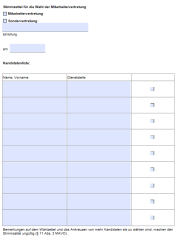 Stimmzettel für die Wahl der Mitarbeitervertretung
Mitarbeitervertretung
Sondervertretung
Einrichtung
am
Kandidatenliste:
Name, Vorname Dienststelle
Bemerkungen auf dem Wahlzettel und das Ankreuzen von mehr Kandidaten als zu wählen sind, machen den
Stimmzettel ungültig (§ 11 Abs. 3 MAVO).